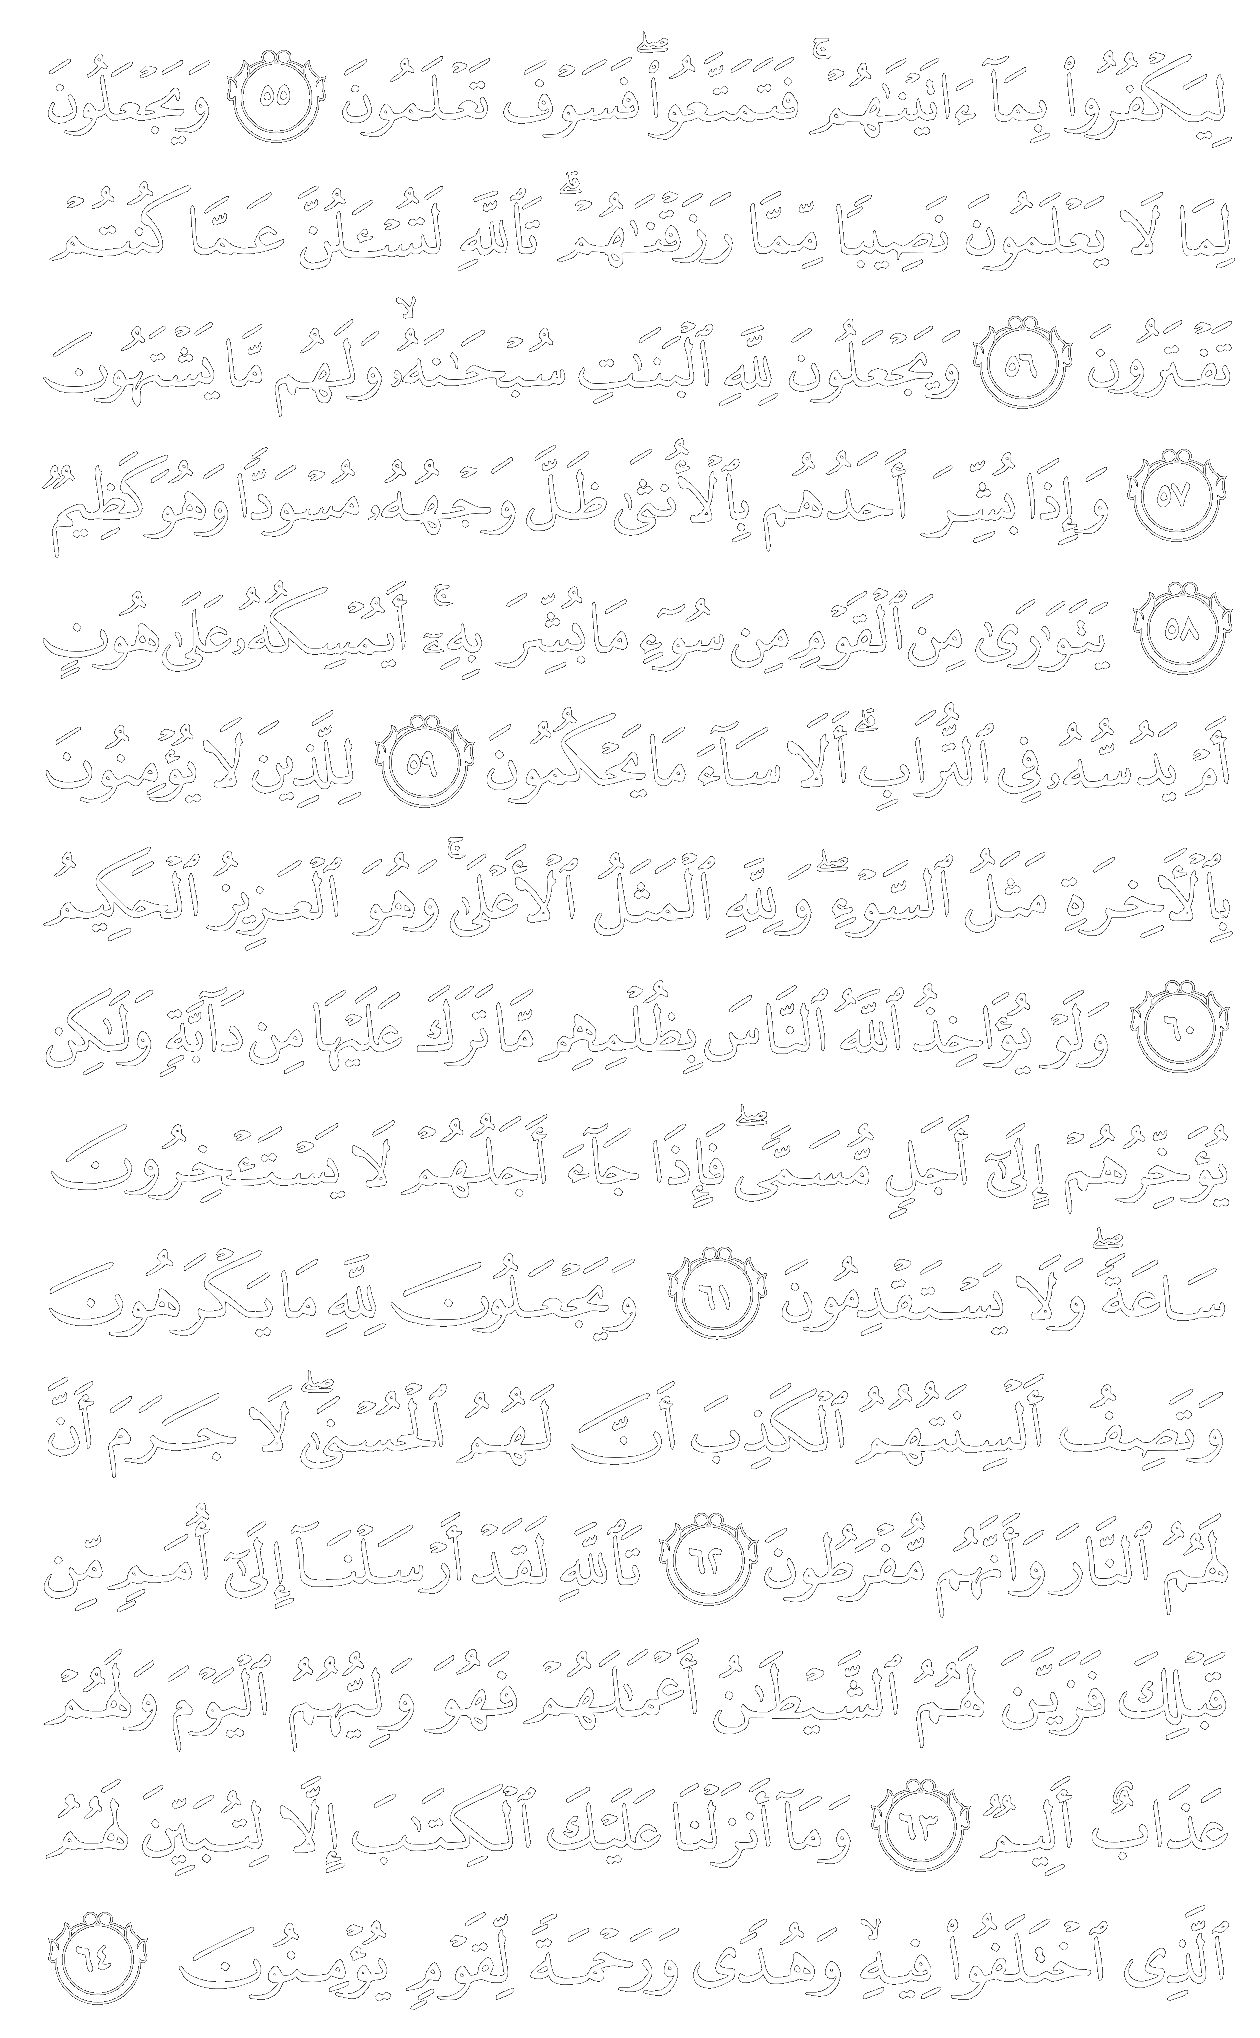 لِيَكْفُرُوا۟ بِمَآ ءَاتَيْنَٰهُمْ ۚ فَتَمَتَّعُوا۟ ۖ فَسَوْفَ تَعْلَمُونَ ٥٥ وَيَجْعَلُونَ
لِمَا لَا يَعْلَمُونَ نَصِيبًا مِّمَّا رَزَقْنَٰهُمْ ۗ تَٱللَّهِ لَتُسْـَٔلُنَّ عَمَّا كُنتُمْ
تَفْتَرُونَ ٥٦ وَيَجْعَلُونَ لِلَّهِ ٱلْبَنَٰتِ سُبْحَٰنَهُۥ ۙ وَلَهُم مَّا يَشْتَهُونَ
٥٧ وَإِذَا بُشِّرَ أَحَدُهُم بِٱلْأُنثَىٰ ظَلَّ وَجْهُهُۥ مُسْوَدًّا وَهُوَ كَظِيمٌ
٥٨ يَتَوَٰرَىٰ مِنَ ٱلْقَوْمِ مِن سُوٓءِ مَا بُشِّرَ بِهِۦٓ ۚ أَيُمْسِكُهُۥ عَلَىٰ هُونٍ
أَمْ يَدُسُّهُۥ فِى ٱلتُّرَابِ ۗ أَلَا سَآءَ مَا يَحْكُمُونَ ٥٩ لِلَّذِينَ لَا يُؤْمِنُونَ
بِٱلْـَٔاخِرَةِ مَثَلُ ٱلسَّوْءِ ۖ وَلِلَّهِ ٱلْمَثَلُ ٱلْأَعْلَىٰ ۚ وَهُوَ ٱلْعَزِيزُ ٱلْحَكِيمُ
٦٠ وَلَوْ يُؤَاخِذُ ٱللَّهُ ٱلنَّاسَ بِظُلْمِهِم مَّا تَرَكَ عَلَيْهَا مِن دَآبَّةٍ وَلَٰكِن
يُؤَخِّرُهُمْ إِلَىٰٓ أَجَلٍ مُّسَمًّى ۖ فَإِذَا جَآءَ أَجَلُهُمْ لَا يَسْتَـْٔخِرُونَ
سَاعَةً ۖ وَلَا يَسْتَقْدِمُونَ ٦١ وَيَجْعَلُونَ لِلَّهِ مَا يَكْرَهُونَ
وَتَصِفُ أَلْسِنَتُهُمُ ٱلْكَذِبَ أَنَّ لَهُمُ ٱلْحُسْنَىٰ ۖ لَا جَرَمَ أَنَّ
لَهُمُ ٱلنَّارَ وَأَنَّهُم مُّفْرَطُونَ ٦٢ تَٱللَّهِ لَقَدْ أَرْسَلْنَآ إِلَىٰٓ أُمَمٍ مِّن
قَبْلِكَ فَزَيَّنَ لَهُمُ ٱلشَّيْطَٰنُ أَعْمَٰلَهُمْ فَهُوَ وَلِيُّهُمُ ٱلْيَوْمَ وَلَهُمْ
عَذَابٌ أَلِيمٌ ٦٣ وَمَآ أَنزَلْنَا عَلَيْكَ ٱلْكِتَٰبَ إِلَّا لِتُبَيِّنَ لَهُمُ
ٱلَّذِى ٱخْتَلَفُوا۟ فِيهِ ۙ وَهُدًى وَرَحْمَةً لِّقَوْمٍ يُؤْمِنُونَ ٦٤